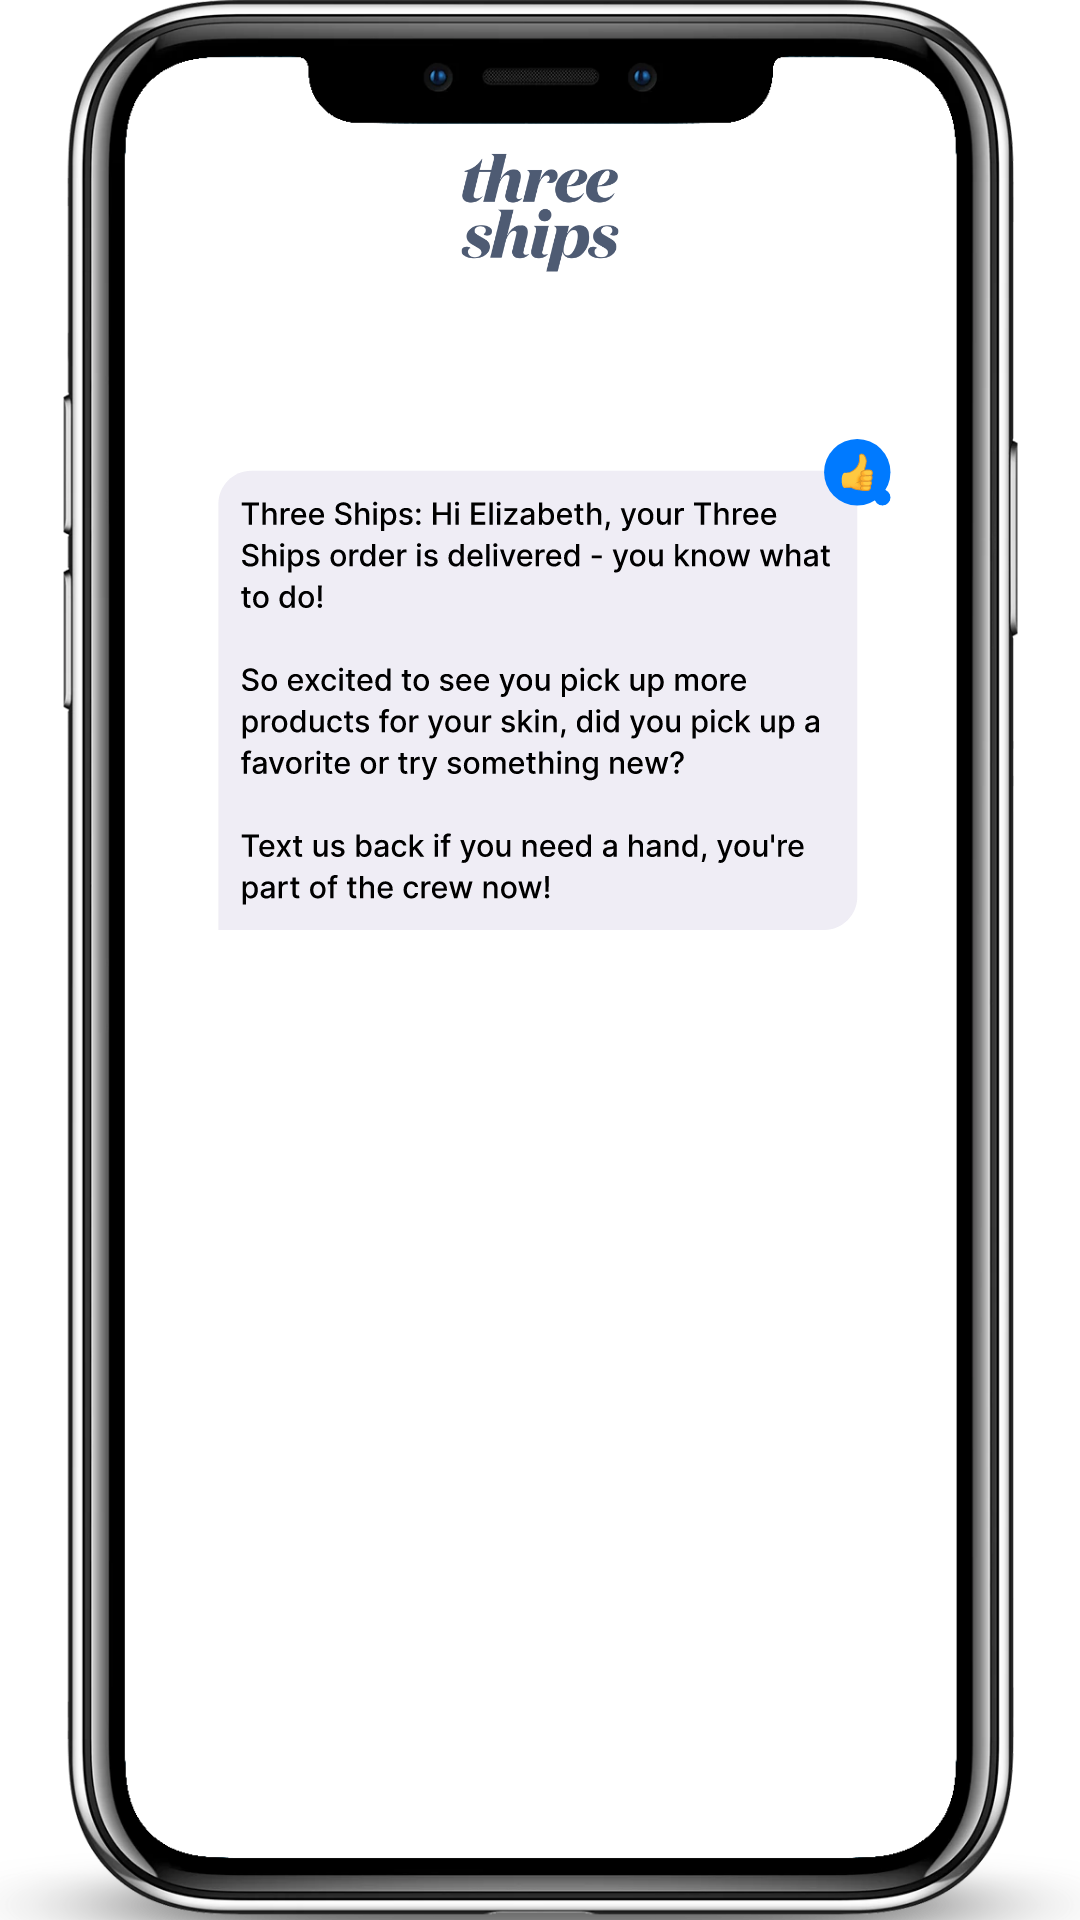 three
ships
👍
Three Ships: Hi Elizabeth, your Three
Ships order is delivered - you know what
to do!
So excited to see you pick up more
products for your skin, did you pick up a
favorite or try something new?
Text us back if you need a hand, you're
part of the crew now!